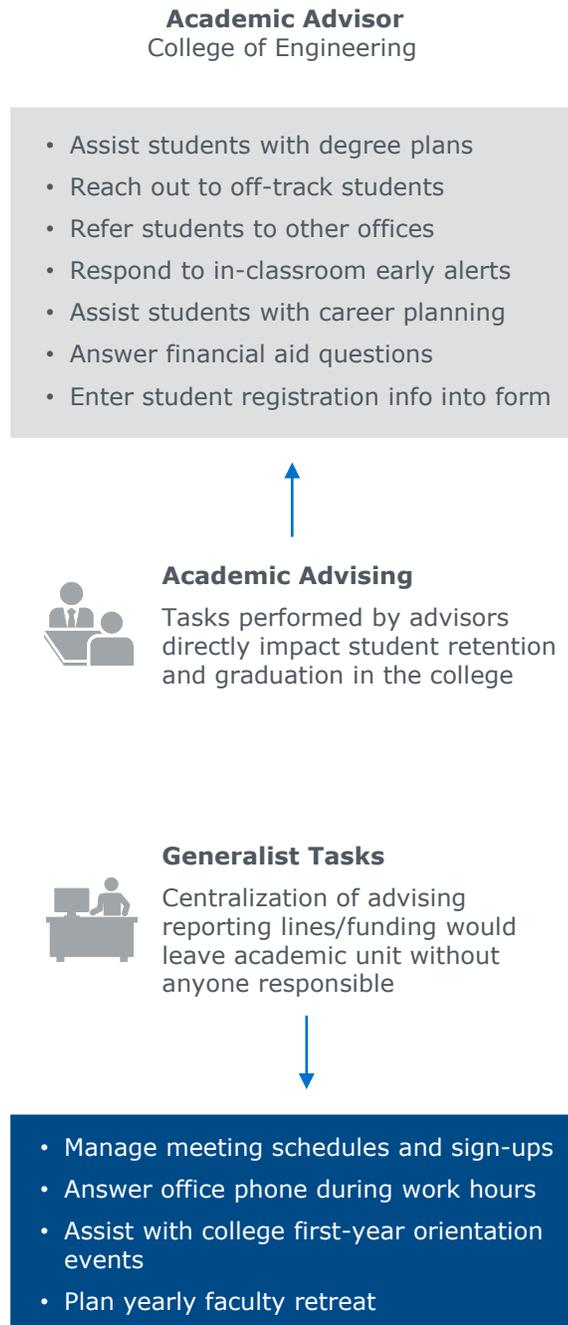 Academic Advisor
College of Engineering
• Assist students with degree plans
• Reach out to off-track students
• Refer students to other offices
• Respond to in-classroom early alerts
• Assist students with career planning
• Answer financial aid questions
• Enter student registration info into form
Academic Advising
Tasks performed by advisors
directly impact student retention
and graduation in the college
Generalist Tasks
Centralization of advising
reporting lines/funding would
leave academic unit without
anyone responsible
• Manage meeting schedules and sign-ups
• Answer office phone during work hours
• Assist with college first-year orientation
events
• Plan yearly faculty retreat